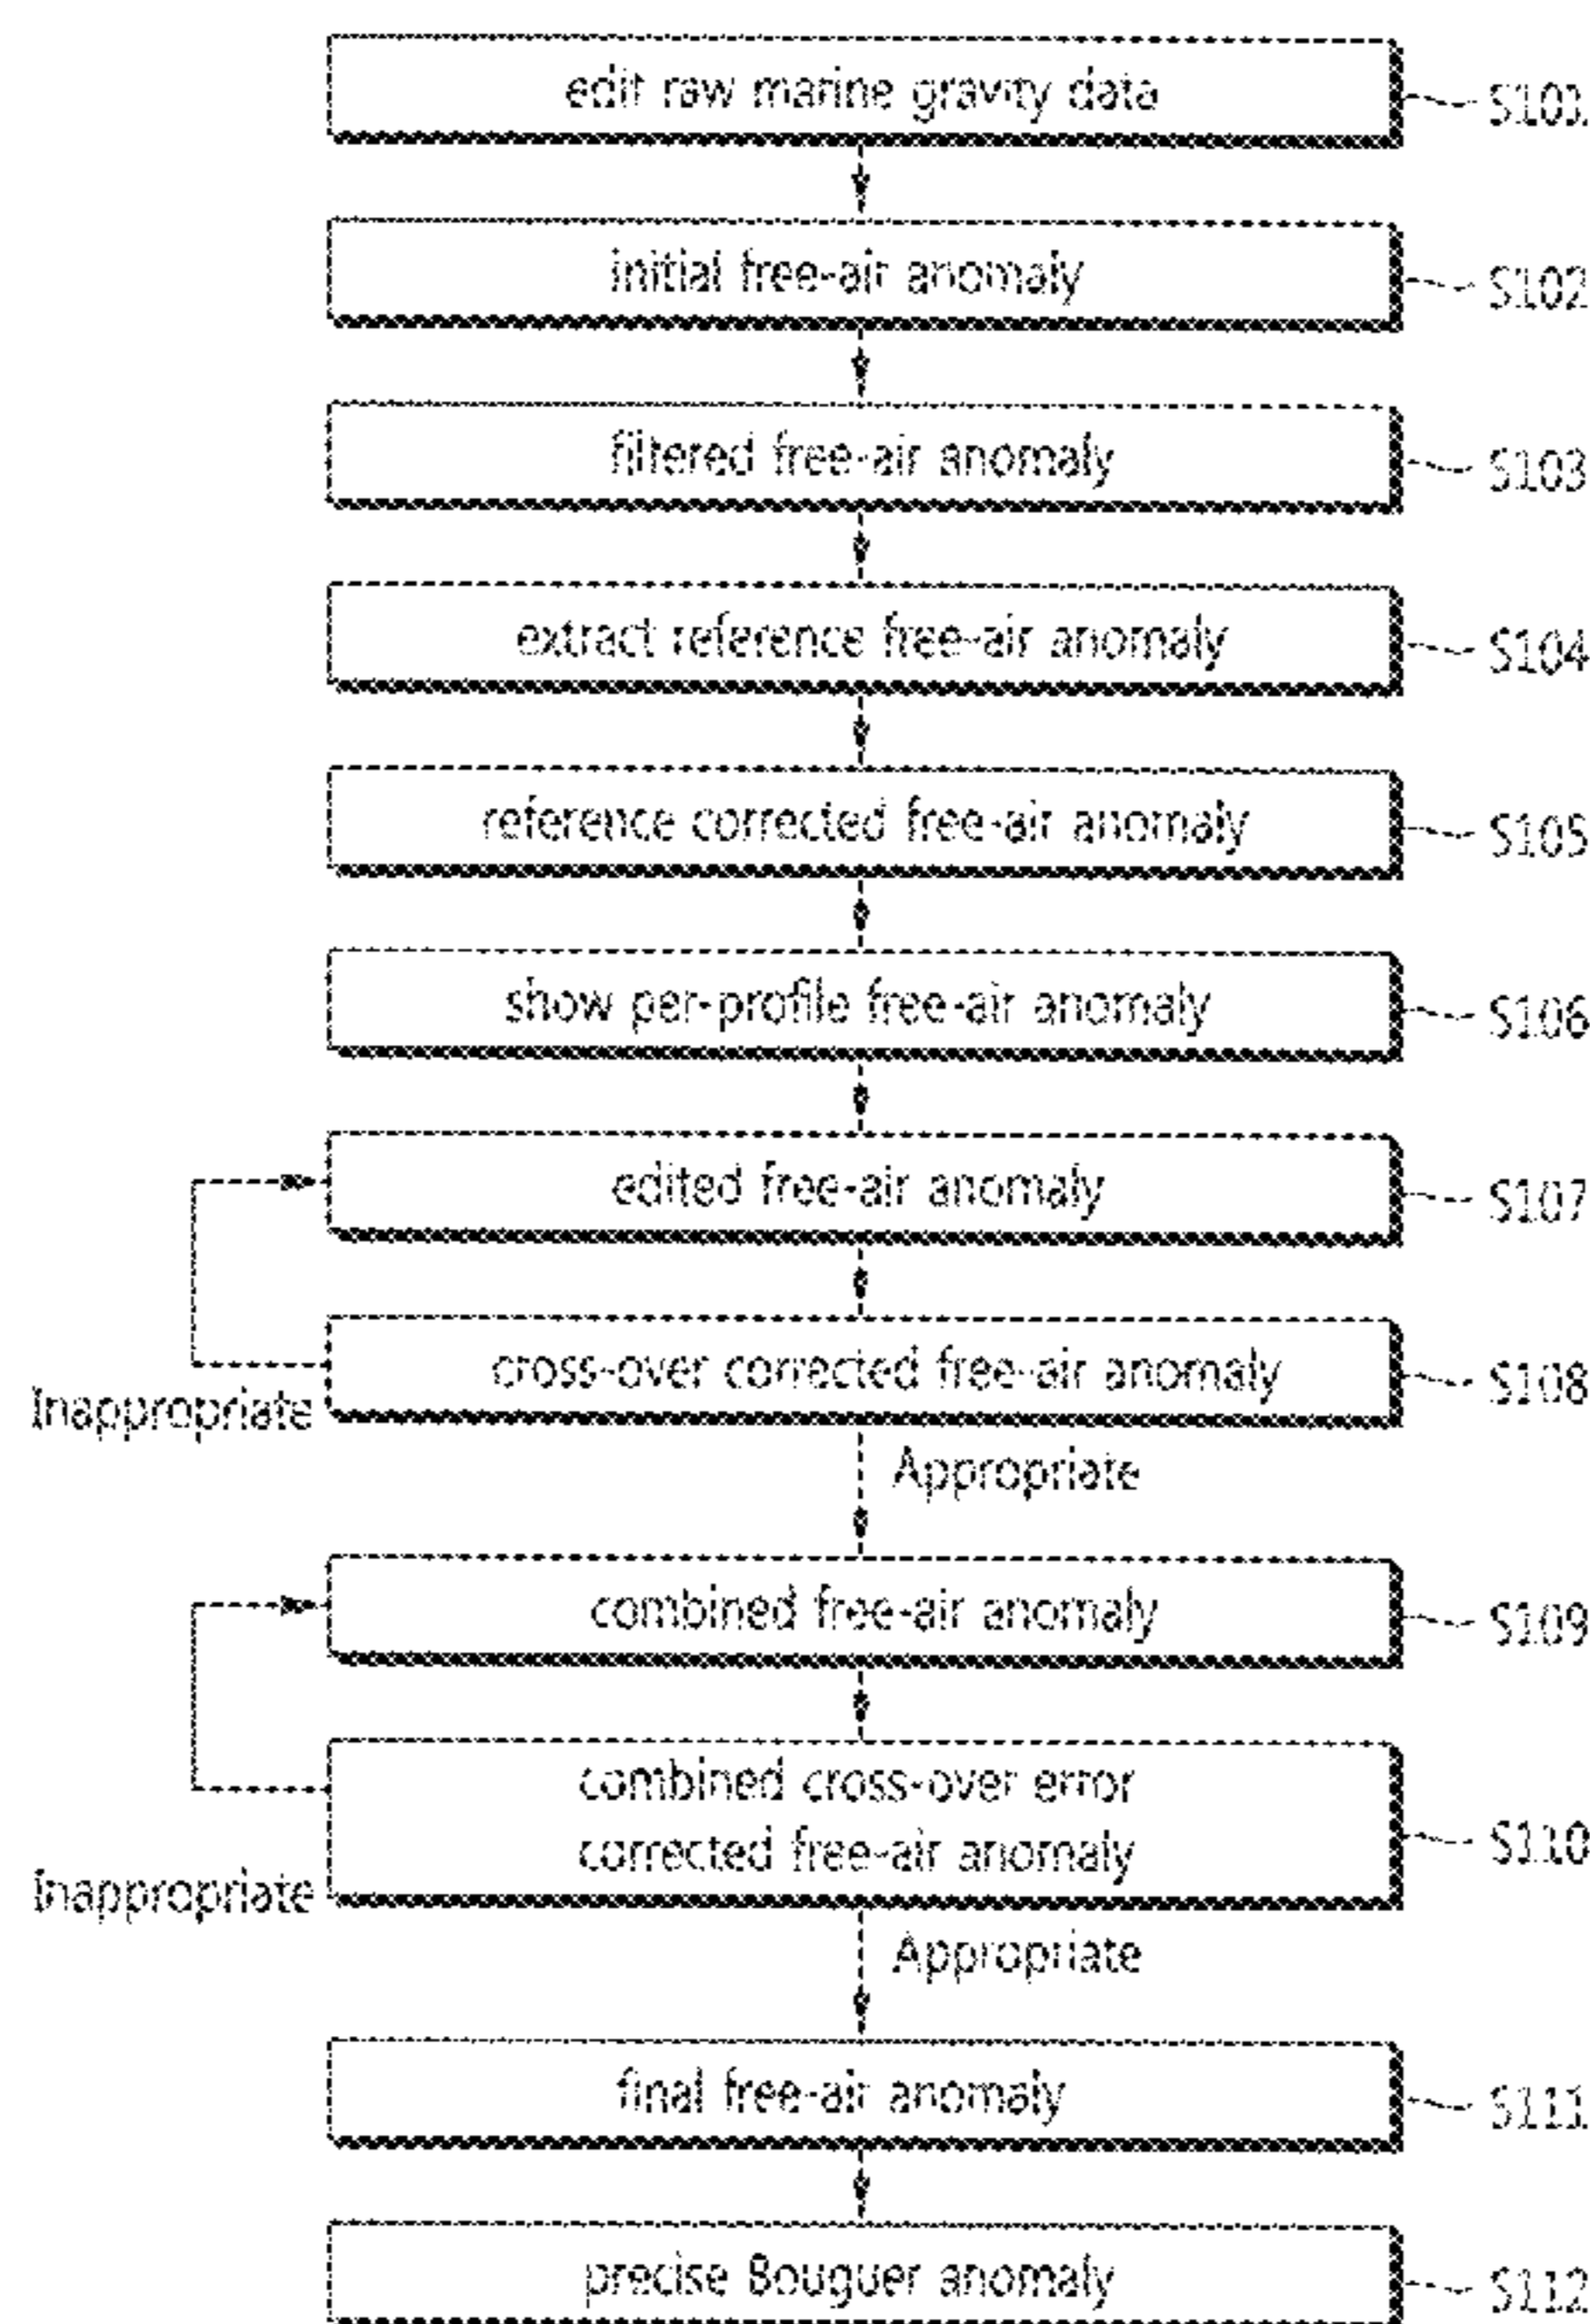 edit raw marine gravity data
S101
initial free-air anomaly
S102
filtered free-air anomaly
S103
extract reference free-air anomaly
S104
reference corrected free-air anomaly
S105
show per-profile free-air anomaly
S106
edited free-air anomaly
S107
cross-over corrected free-air anomaly
S108
Inappropriate
Appropriate
combined free-air anomaly
S109
combined cross-over error
corrected free-air anomaly
S110
Inappropriate
Appropriate
final free-air anomaly
S111
precise Bouguer anomaly
S112